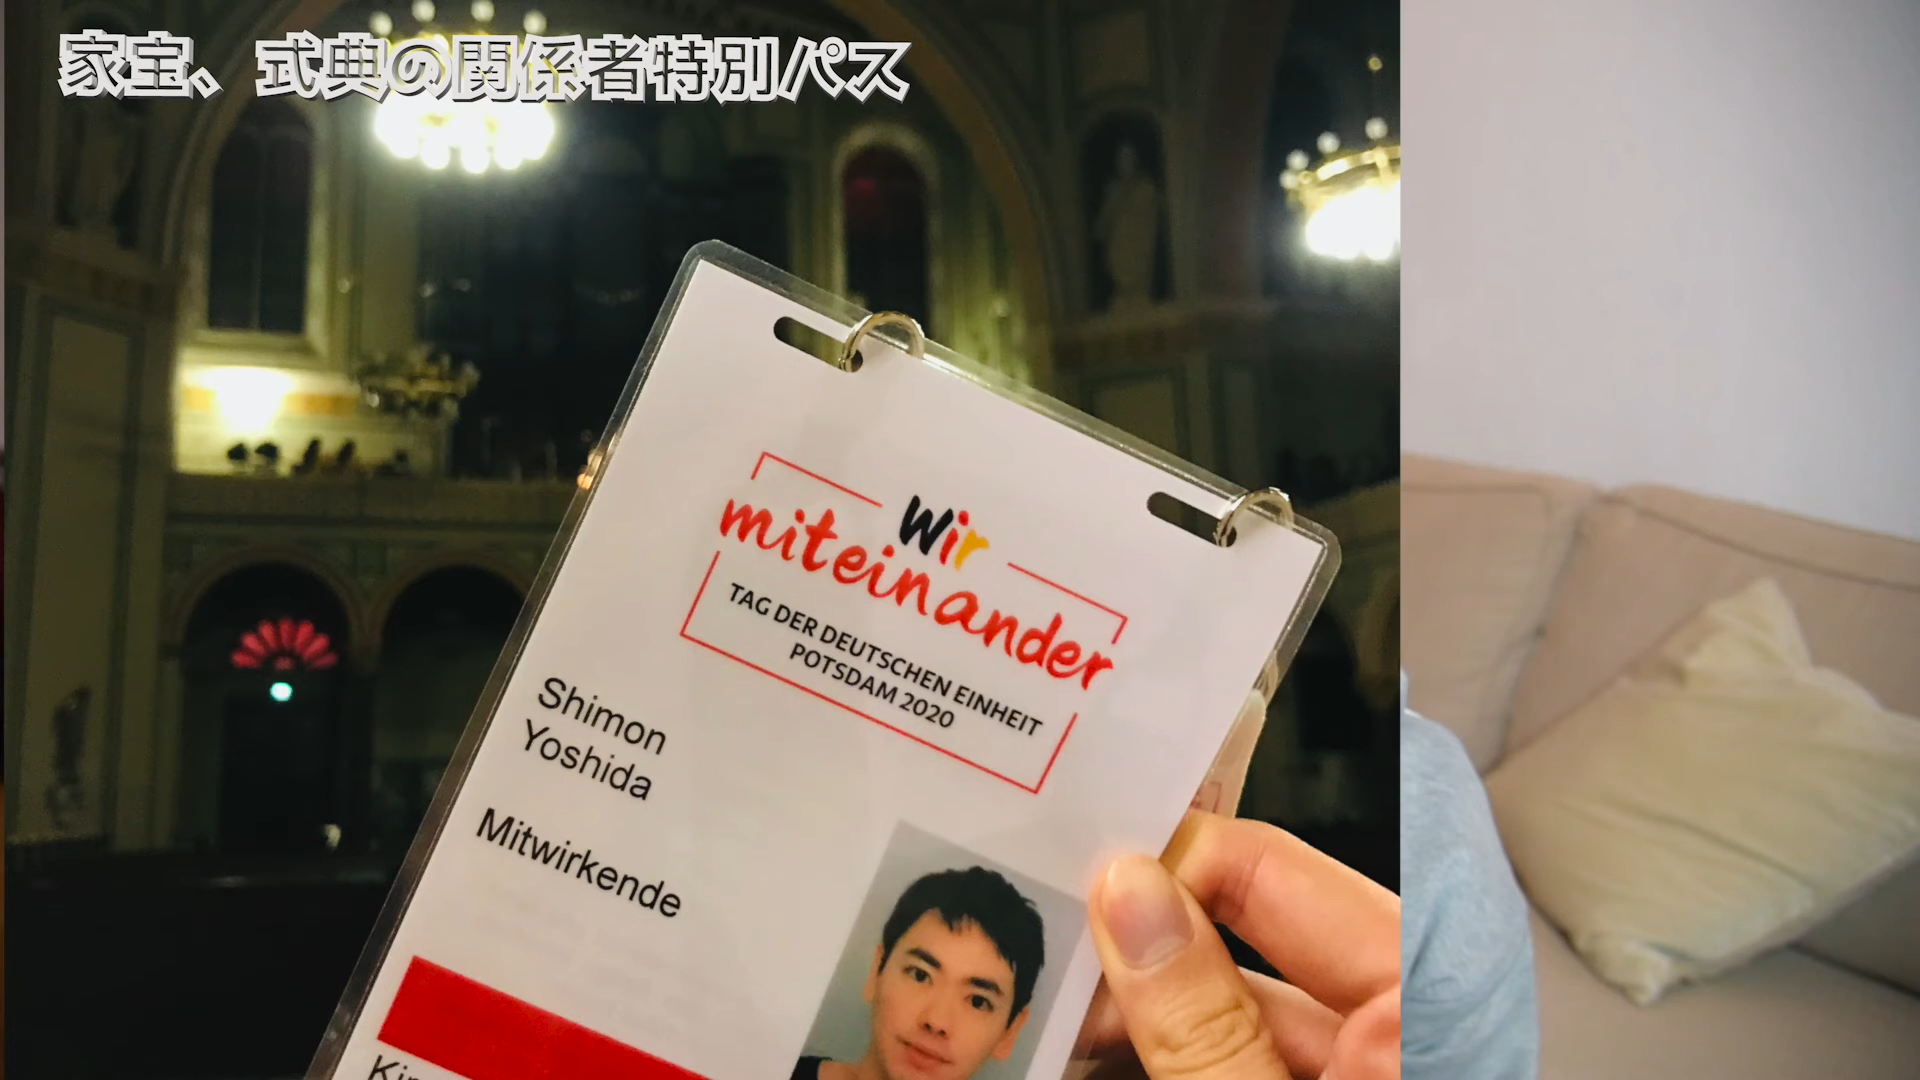 家宝、式典の関係者特別パス
Wir
miteinander
TAG DER DEUTSCHEN EINHEIT
POTSDAM 2020
Shimon
Yoshida
Mitwirkende